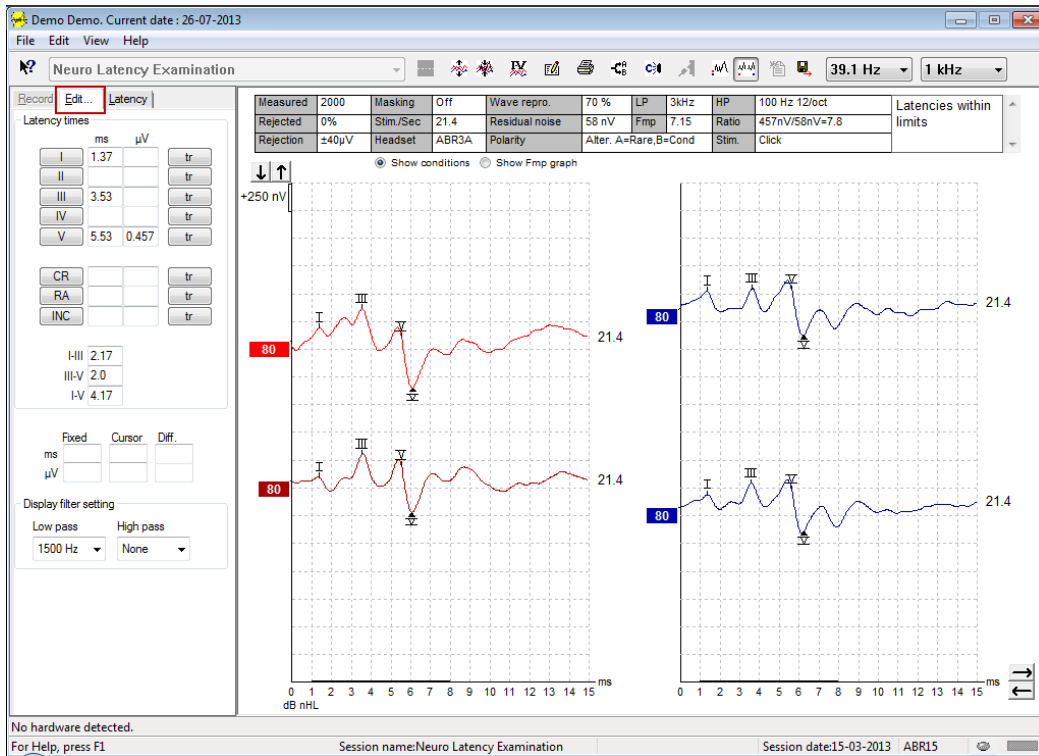 Demo Demo. Current date : 26-07-2013
File Edit View Help
Neuro Latency Examination 39.1 Hz 1 kHz
Record Edit... Latency
Measured 2000 Masking Off Wave repro. 70 % LP 3kHz HP 100 Hz 12/oct Latencies within
limits
Rejected 0% Stim./Sec 21.4 Residual noise 58 nV Fmp 7.15 Ratio 457nV/58nV=7.8
Rejection ±40µV Headset ABR3A Polarity Alter. A=Rare,B=Cond Stim. Click
Show conditions Show Fmp graph
Latency times
ms µV
I 1.37 tr
II tr
III 3.53 tr
IV tr
V 5.53 0.457 tr
CR tr
RA tr
INC tr
I-III 2.17
III-V 2.0
I-V 4.17
Fixed Cursor Diff.
ms
µV
Display filter setting
Low pass High pass
1500 Hz None
+250 nV
I III V
80 21.4
V
I III V
80 21.4
V
I III V
80 21.4
V
I III V
80 21.4
V
0 1 2 3 4 5 6 7 8 9 10 11 12 13 14 15 ms
dB nHL
0 1 2 3 4 5 6 7 8 9 10 11 12 13 14 15 ms
No hardware detected.
For Help, press F1 Session name:Neuro Latency Examination Session date:15-03-2013 ABR15